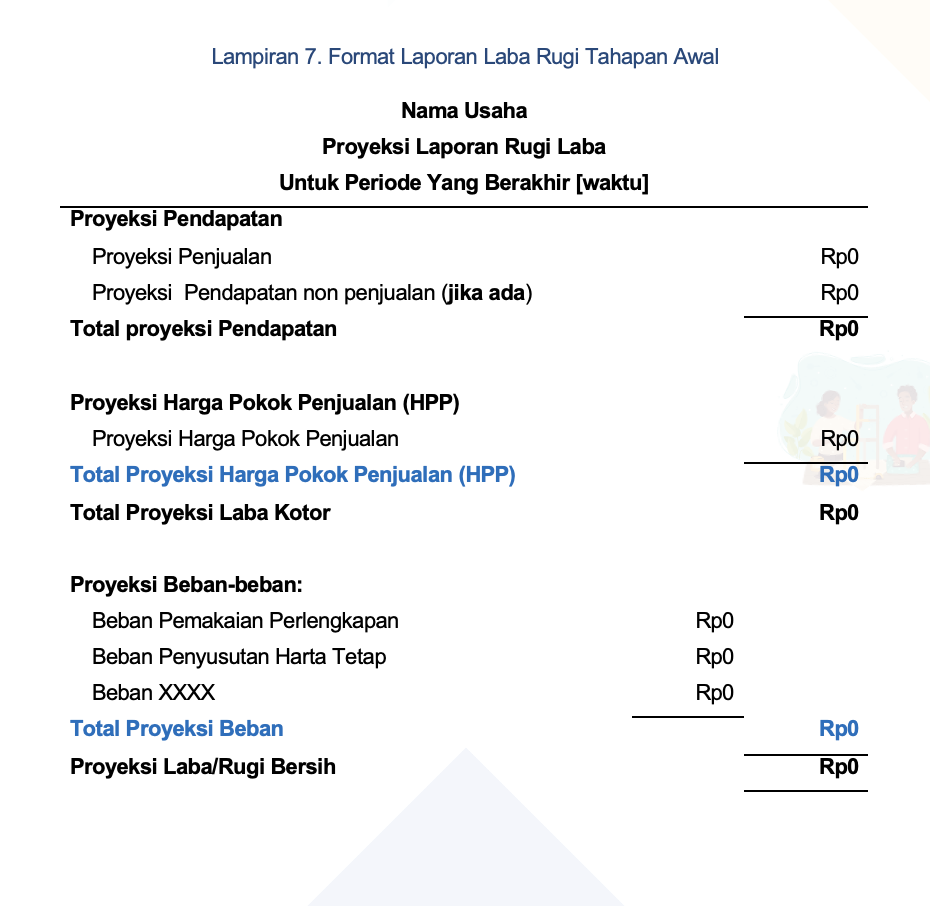 Lampiran 7. Format Laporan Laba Rugi Tahapan Awal
Nama Usaha
Proyeksi Laporan Rugi Laba
Untuk Periode Yang Berakhir [waktu]
Proyeksi Pendapatan
Proyeksi Penjualan Rp0
Proyeksi  Pendapatan non penjualan (jika ada) Rp0
Total proyeksi Pendapatan Rp0
Proyeksi Harga Pokok Penjualan (HPP)
Proyeksi Harga Pokok Penjualan Rp0
Total Proyeksi Harga Pokok Penjualan (HPP) Rp0
Total Proyeksi Laba Kotor Rp0
Proyeksi Beban-beban:
Beban Pemakaian Perlengkapan Rp0
Beban Penyusutan Harta Tetap Rp0
Beban XXXX Rp0
Total Proyeksi Beban Rp0
Proyeksi Laba/Rugi Bersih Rp0